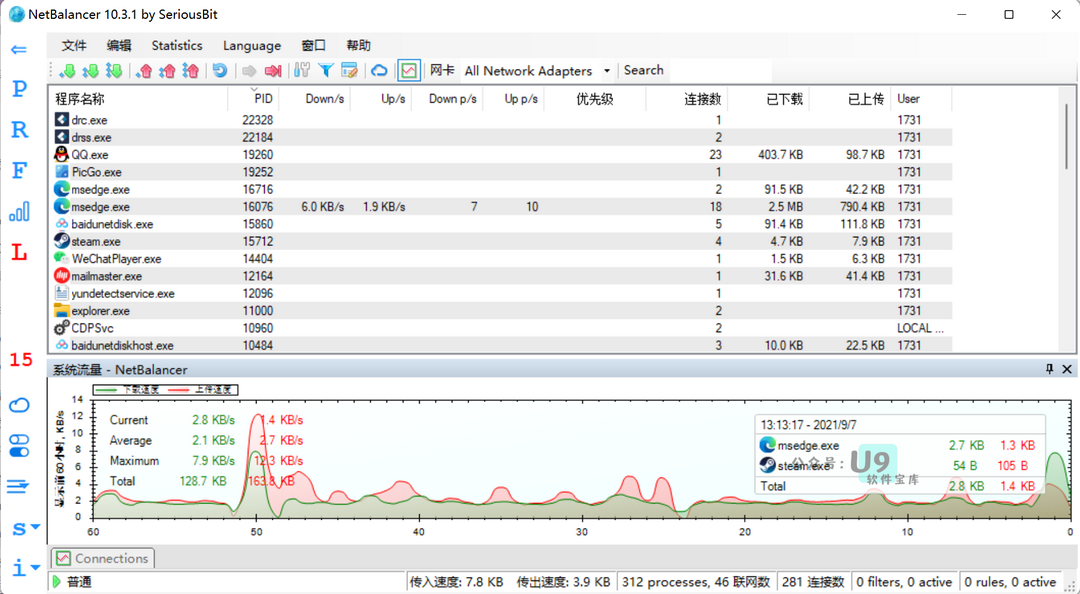 NetBalancer 10.3.1 by SeriousBit
文件 编辑 Statistics Language 窗口 帮助
网卡 All Network Adapters Search
程序名称 PID Down/s Up/s Down p/s Up p/s 优先级 连接数 已下载 已上传 User
drc.exe 22328 1 1731
drss.exe 22184 2 1731
QQ.exe 19260 23 403.7 KB 98.7 KB 1731
PicGo.exe 19252 1 1731
msedge.exe 16716 2 91.5 KB 42.2 KB 1731
msedge.exe 16076 6.0 KB/s 1.9 KB/s 7 10 18 2.5 MB 790.4 KB 1731
baidunetdisk.exe 15860 5 91.4 KB 111.8 KB 1731
steam.exe 15712 4 4.7 KB 7.9 KB 1731
WeChatPlayer.exe 14404 1 1.5 KB 6.3 KB 1731
mailmaster.exe 12164 1 31.6 KB 41.4 KB 1731
yundetectservice.exe 12096 1 1731
explorer.exe 11000 2 1731
CDPSvc 10960 2 LOCAL ...
baidunetdiskhost.exe 10484 3 10.0 KB 22.5 KB 1731
P
R
F
L
15
S
i
系统流量 - NetBalancer
下载速度 上传速度
显示前60小时, KB/s
14
12
10
8
6
4
2
0
Current 2.8 KB/s 1.4 KB/s
Average 2.1 KB/s 2.7 KB/s
Maximum 7.9 KB/s 12.3 KB/s
Total 128.7 KB 163.8 KB
13:13:17 - 2021/9/7
msedge.exe 2.7 KB 1.3 KB
steam.exe 54 B 105 B
Total 2.8 KB 1.4 KB
公众号: U9
软件宝库
60 50 40 30 20 10 0
Connections
普通 传入速度: 7.8 KB 传出速度: 3.9 KB 312 processes, 46 联网数 281 连接数 0 filters, 0 active 0 rules, 0 active